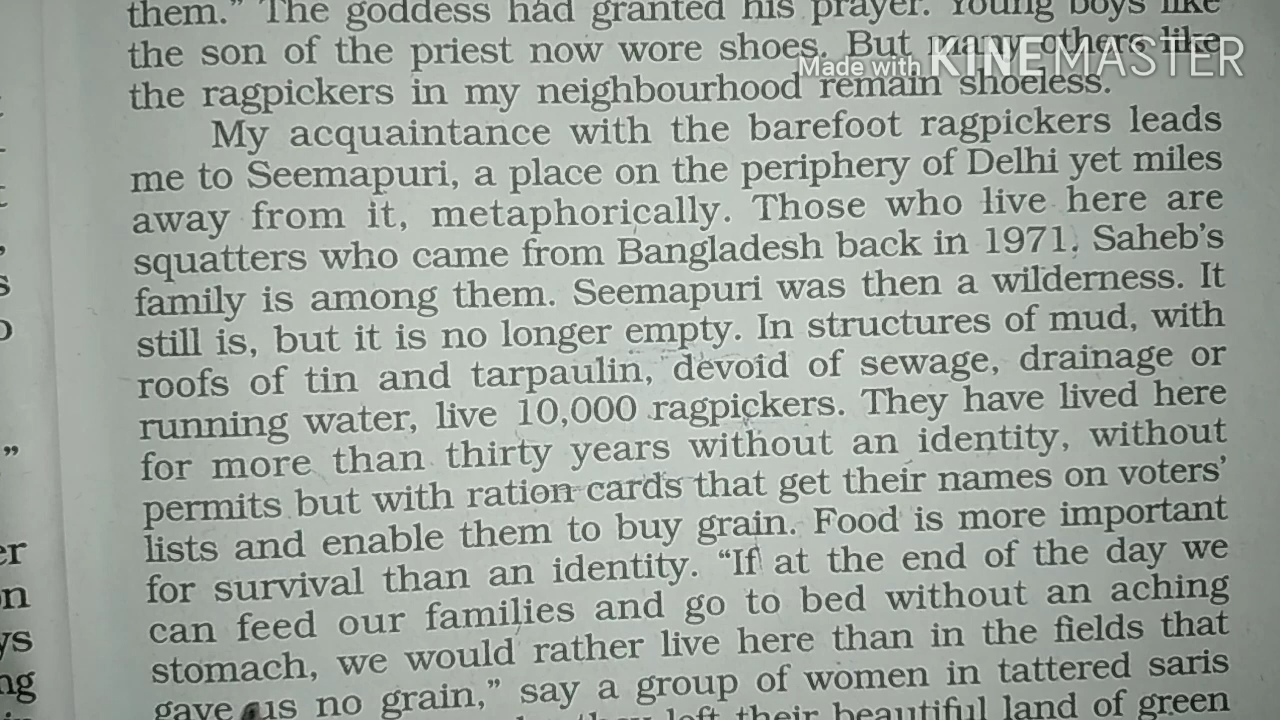 them.” The goddess had granted his prayer. Young boys like
the son of the priest now wore shoes. But many others like
Made with KINEMASTER
the ragpickers in my neighbourhood remain shoeless.
My acquaintance with the barefoot ragpickers leads
me to Seemapuri, a place on the periphery of Delhi yet miles
away from it, metaphorically. Those who live here are
squatters who came from Bangladesh back in 1971. Saheb’s
family is among them. Seemapuri was then a wilderness. It
still is, but it is no longer empty. In structures of mud, with
roofs of tin and tarpaulin, devoid of sewage, drainage or
running water, live 10,000 ragpickers. They have lived here
for more than thirty years without an identity, without
permits but with ration cards that get their names on voters’
lists and enable them to buy grain. Food is more important
for survival than an identity. “If at the end of the day we
can feed our families and go to bed without an aching
stomach, we would rather live here than in the fields that
gave us no grain,” say a group of women in tattered saris
they left their beautiful land of green